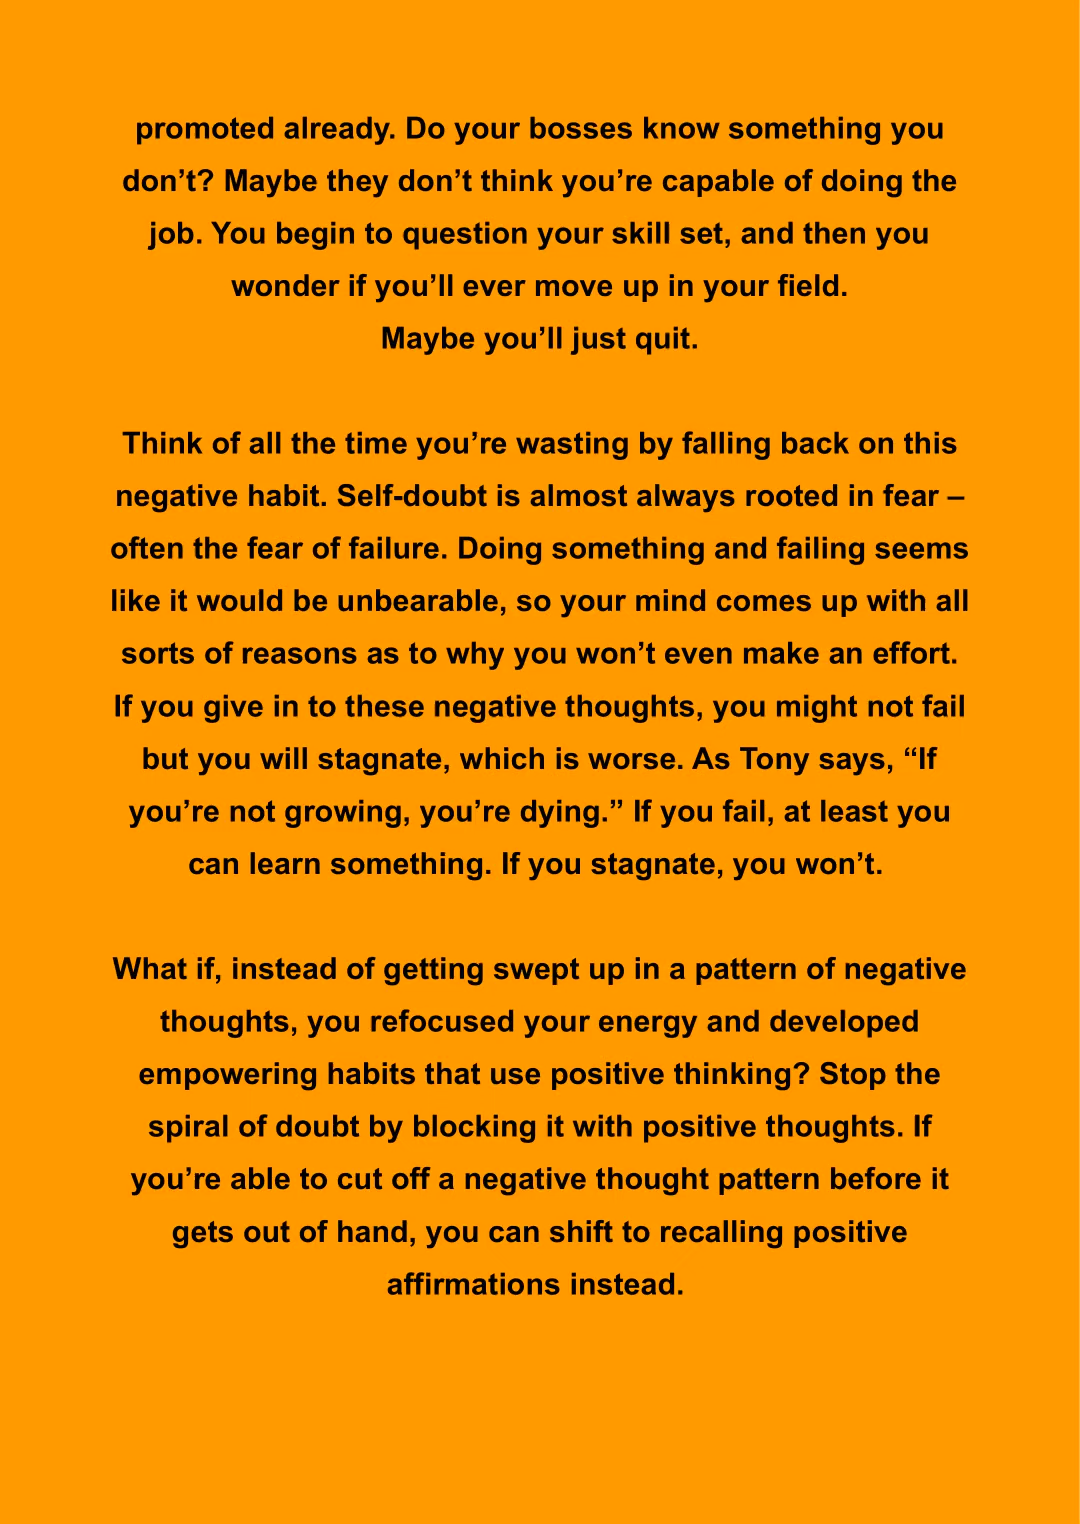 promoted already. Do your bosses know something you
don’t? Maybe they don’t think you’re capable of doing the
job. You begin to question your skill set, and then you
wonder if you’ll ever move up in your field.
Maybe you’ll just quit.
Think of all the time you’re wasting by falling back on this
negative habit. Self-doubt is almost always rooted in fear –
often the fear of failure. Doing something and failing seems
like it would be unbearable, so your mind comes up with all
sorts of reasons as to why you won’t even make an effort.
If you give in to these negative thoughts, you might not fail
but you will stagnate, which is worse. As Tony says, “If
you’re not growing, you’re dying.” If you fail, at least you
can learn something. If you stagnate, you won’t.
What if, instead of getting swept up in a pattern of negative
thoughts, you refocused your energy and developed
empowering habits that use positive thinking? Stop the
spiral of doubt by blocking it with positive thoughts. If
you’re able to cut off a negative thought pattern before it
gets out of hand, you can shift to recalling positive
affirmations instead.